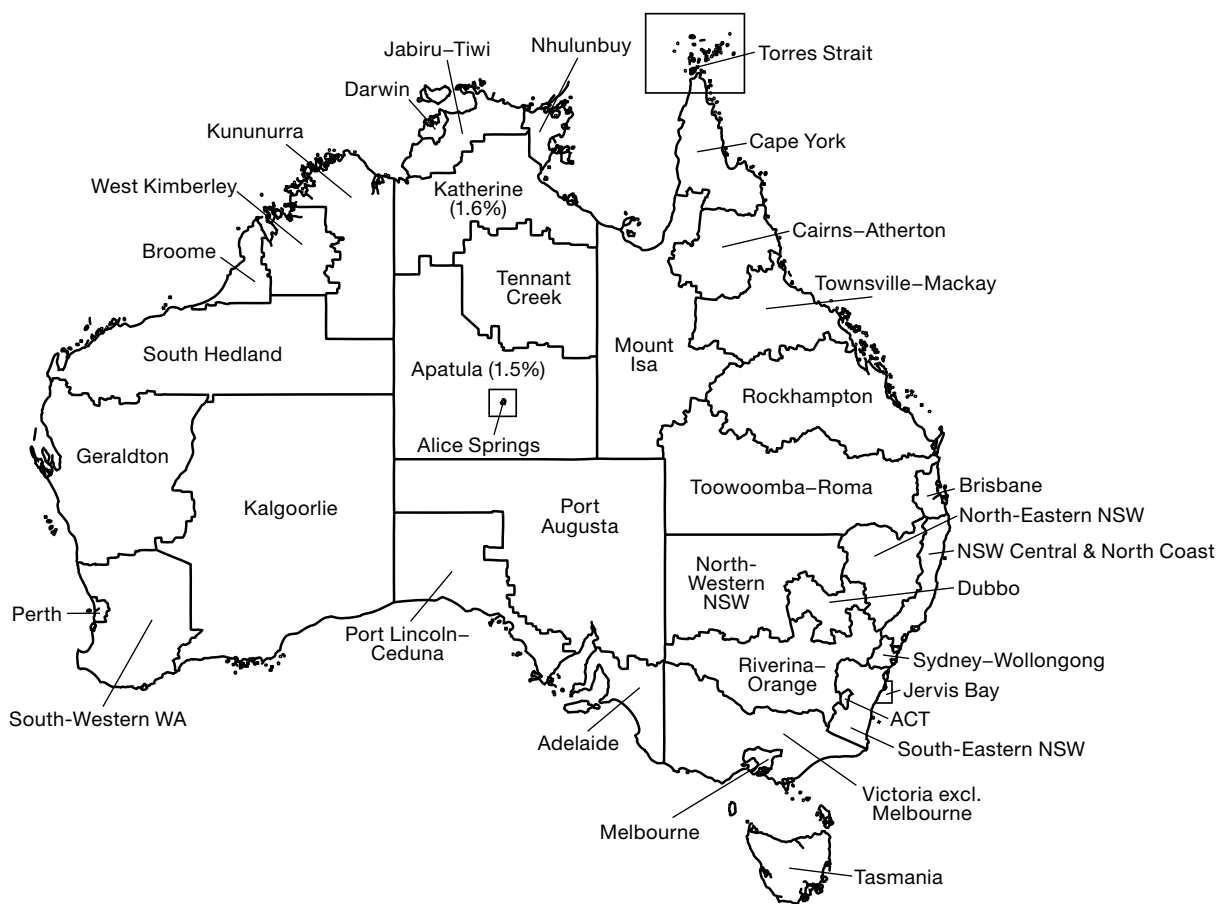 Jabiru–Tiwi
Nhulunbuy
Torres Strait
Darwin
Kununurra
Cape York
West Kimberley
Katherine
(1.6%)
Cairns–Atherton
Broome
Tennant
Creek
Townsville–Mackay
South Hedland
Mount
Isa
Apatula (1.5%)
Rockhampton
Alice Springs
Geraldton
Toowoomba–Roma
Brisbane
Kalgoorlie
Port
Augusta
North-Eastern NSW
NSW Central & North Coast
North-
Western
NSW
Dubbo
Perth
Port Lincoln–
Ceduna
Sydney–Wollongong
Riverina–
Orange
Jervis Bay
South-Western WA
ACT
Adelaide
South-Eastern NSW
Victoria excl.
Melbourne
Melbourne
Tasmania